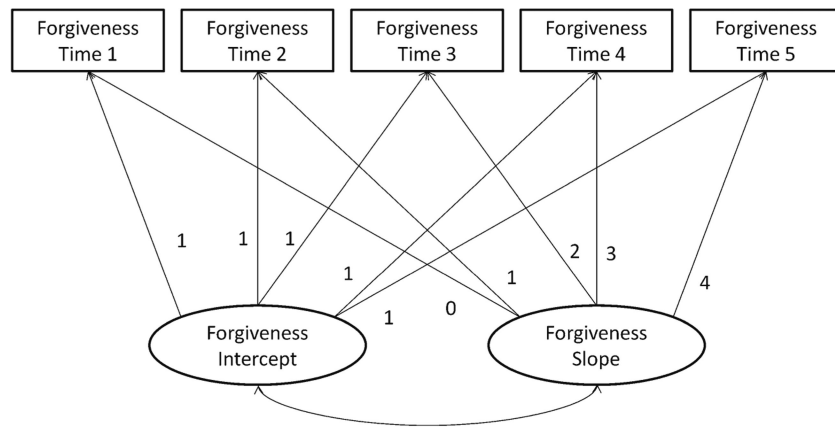 Forgiveness
Time 1
Forgiveness
Time 2
Forgiveness
Time 3
Forgiveness
Time 4
Forgiveness
Time 5
1
1
1
1
1
0
1
2
3
4
Forgiveness
Intercept
Forgiveness
Slope